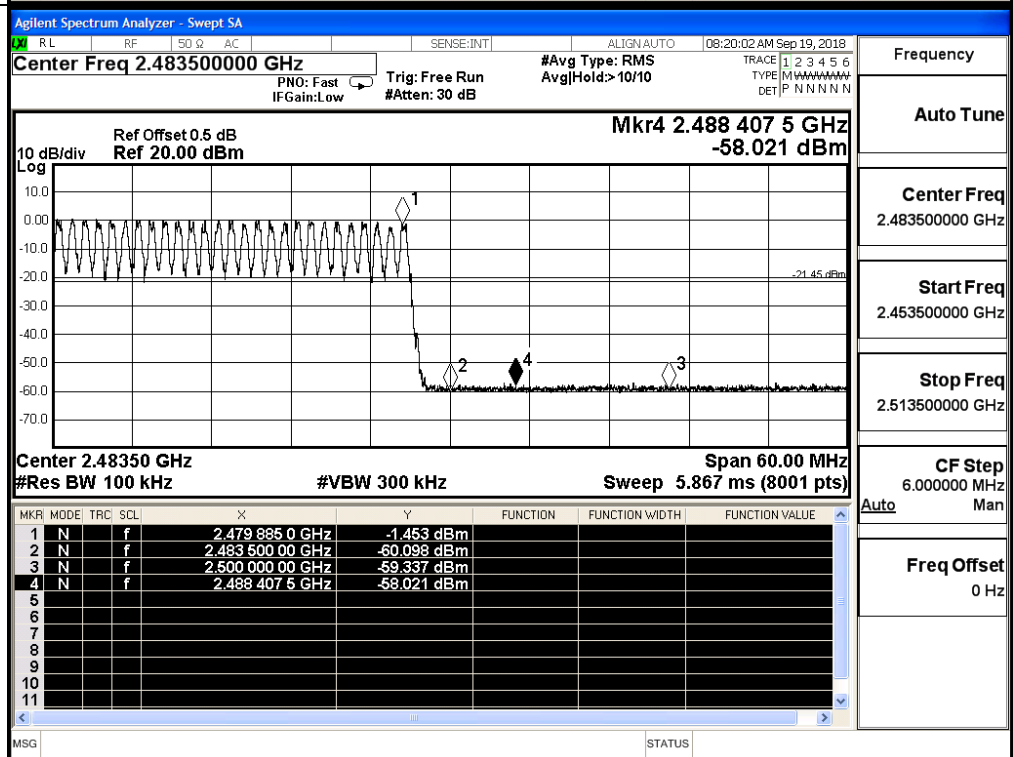 Agilent Spectrum Analyzer - Swept SA
LXI RL RF 50 Ω AC SENSE:INT ALIGN AUTO 08:20:02 AM Sep 19, 2018
Center Freq 2.483500000 GHz
PNO: Fast
IFGain:Low
Trig: Free Run
#Atten: 30 dB
#Avg Type: RMS
Avg|Hold:>10/10
TRACE 1 2 3 4 5 6
TYPE M WWWWW
DET P N N N N N
Ref Offset 0.5 dB
10 dB/div Ref 20.00 dBm
Log
Mkr4 2.488 407 5 GHz
-58.021 dBm
10.0
0.00
-10.0
-20.0
-30.0
-40.0
-50.0
-60.0
-70.0
1
2
4
3
-21.45 dBm
Center 2.48350 GHz Span 60.00 MHz
#Res BW 100 kHz #VBW 300 kHz Sweep 5.867 ms (8001 pts)
MKR MODE TRC SCL X Y FUNCTION FUNCTION WIDTH FUNCTION VALUE
1 N f 2.479 885 0 GHz -1.453 dBm
2 N f 2.483 500 00 GHz -60.098 dBm
3 N f 2.500 000 00 GHz -59.337 dBm
4 N f 2.488 407 5 GHz -58.021 dBm
5
6
7
8
9
10
11
MSG STATUS
Frequency
Auto Tune
Center Freq
2.483500000 GHz
Start Freq
2.453500000 GHz
Stop Freq
2.513500000 GHz
CF Step
6.000000 MHz
Auto Man
Freq Offset
0 Hz